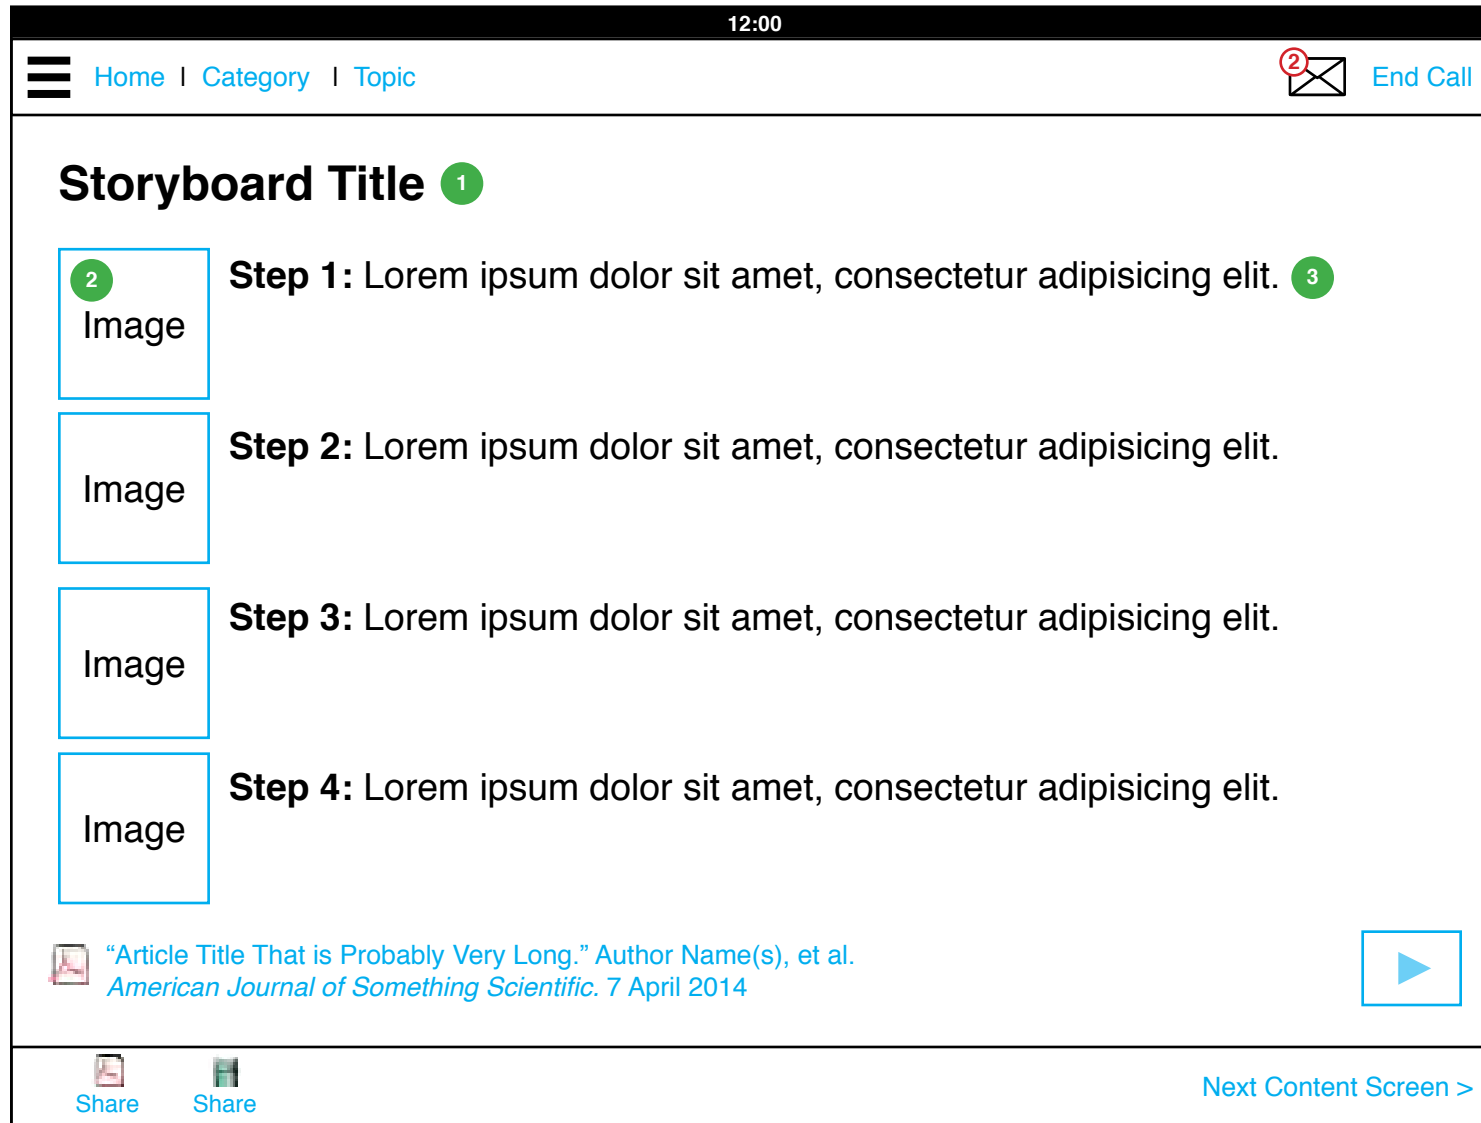 12:00
Home | Category | Topic
2
End Call
Storyboard Title 1
2
Image
Step 1: Lorem ipsum dolor sit amet, consectetur adipisicing elit. 3
Image
Step 2: Lorem ipsum dolor sit amet, consectetur adipisicing elit.
Image
Step 3: Lorem ipsum dolor sit amet, consectetur adipisicing elit.
Image
Step 4: Lorem ipsum dolor sit amet, consectetur adipisicing elit.
“Article Title That is Probably Very Long.” Author Name(s), et al.
American Journal of Something Scientific. 7 April 2014
Share
Share
Next Content Screen >